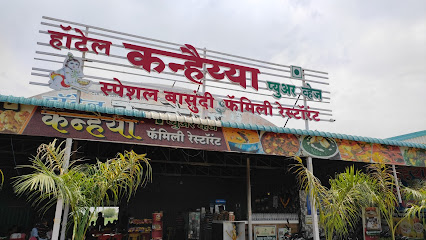 हॉटेल कन्हैय्या प्युअर व्हेज
स्पेशल बासुंदी फॅमिली रेस्टॉरंट
कन्हैय्या फॅमिली रेस्टॉरंट